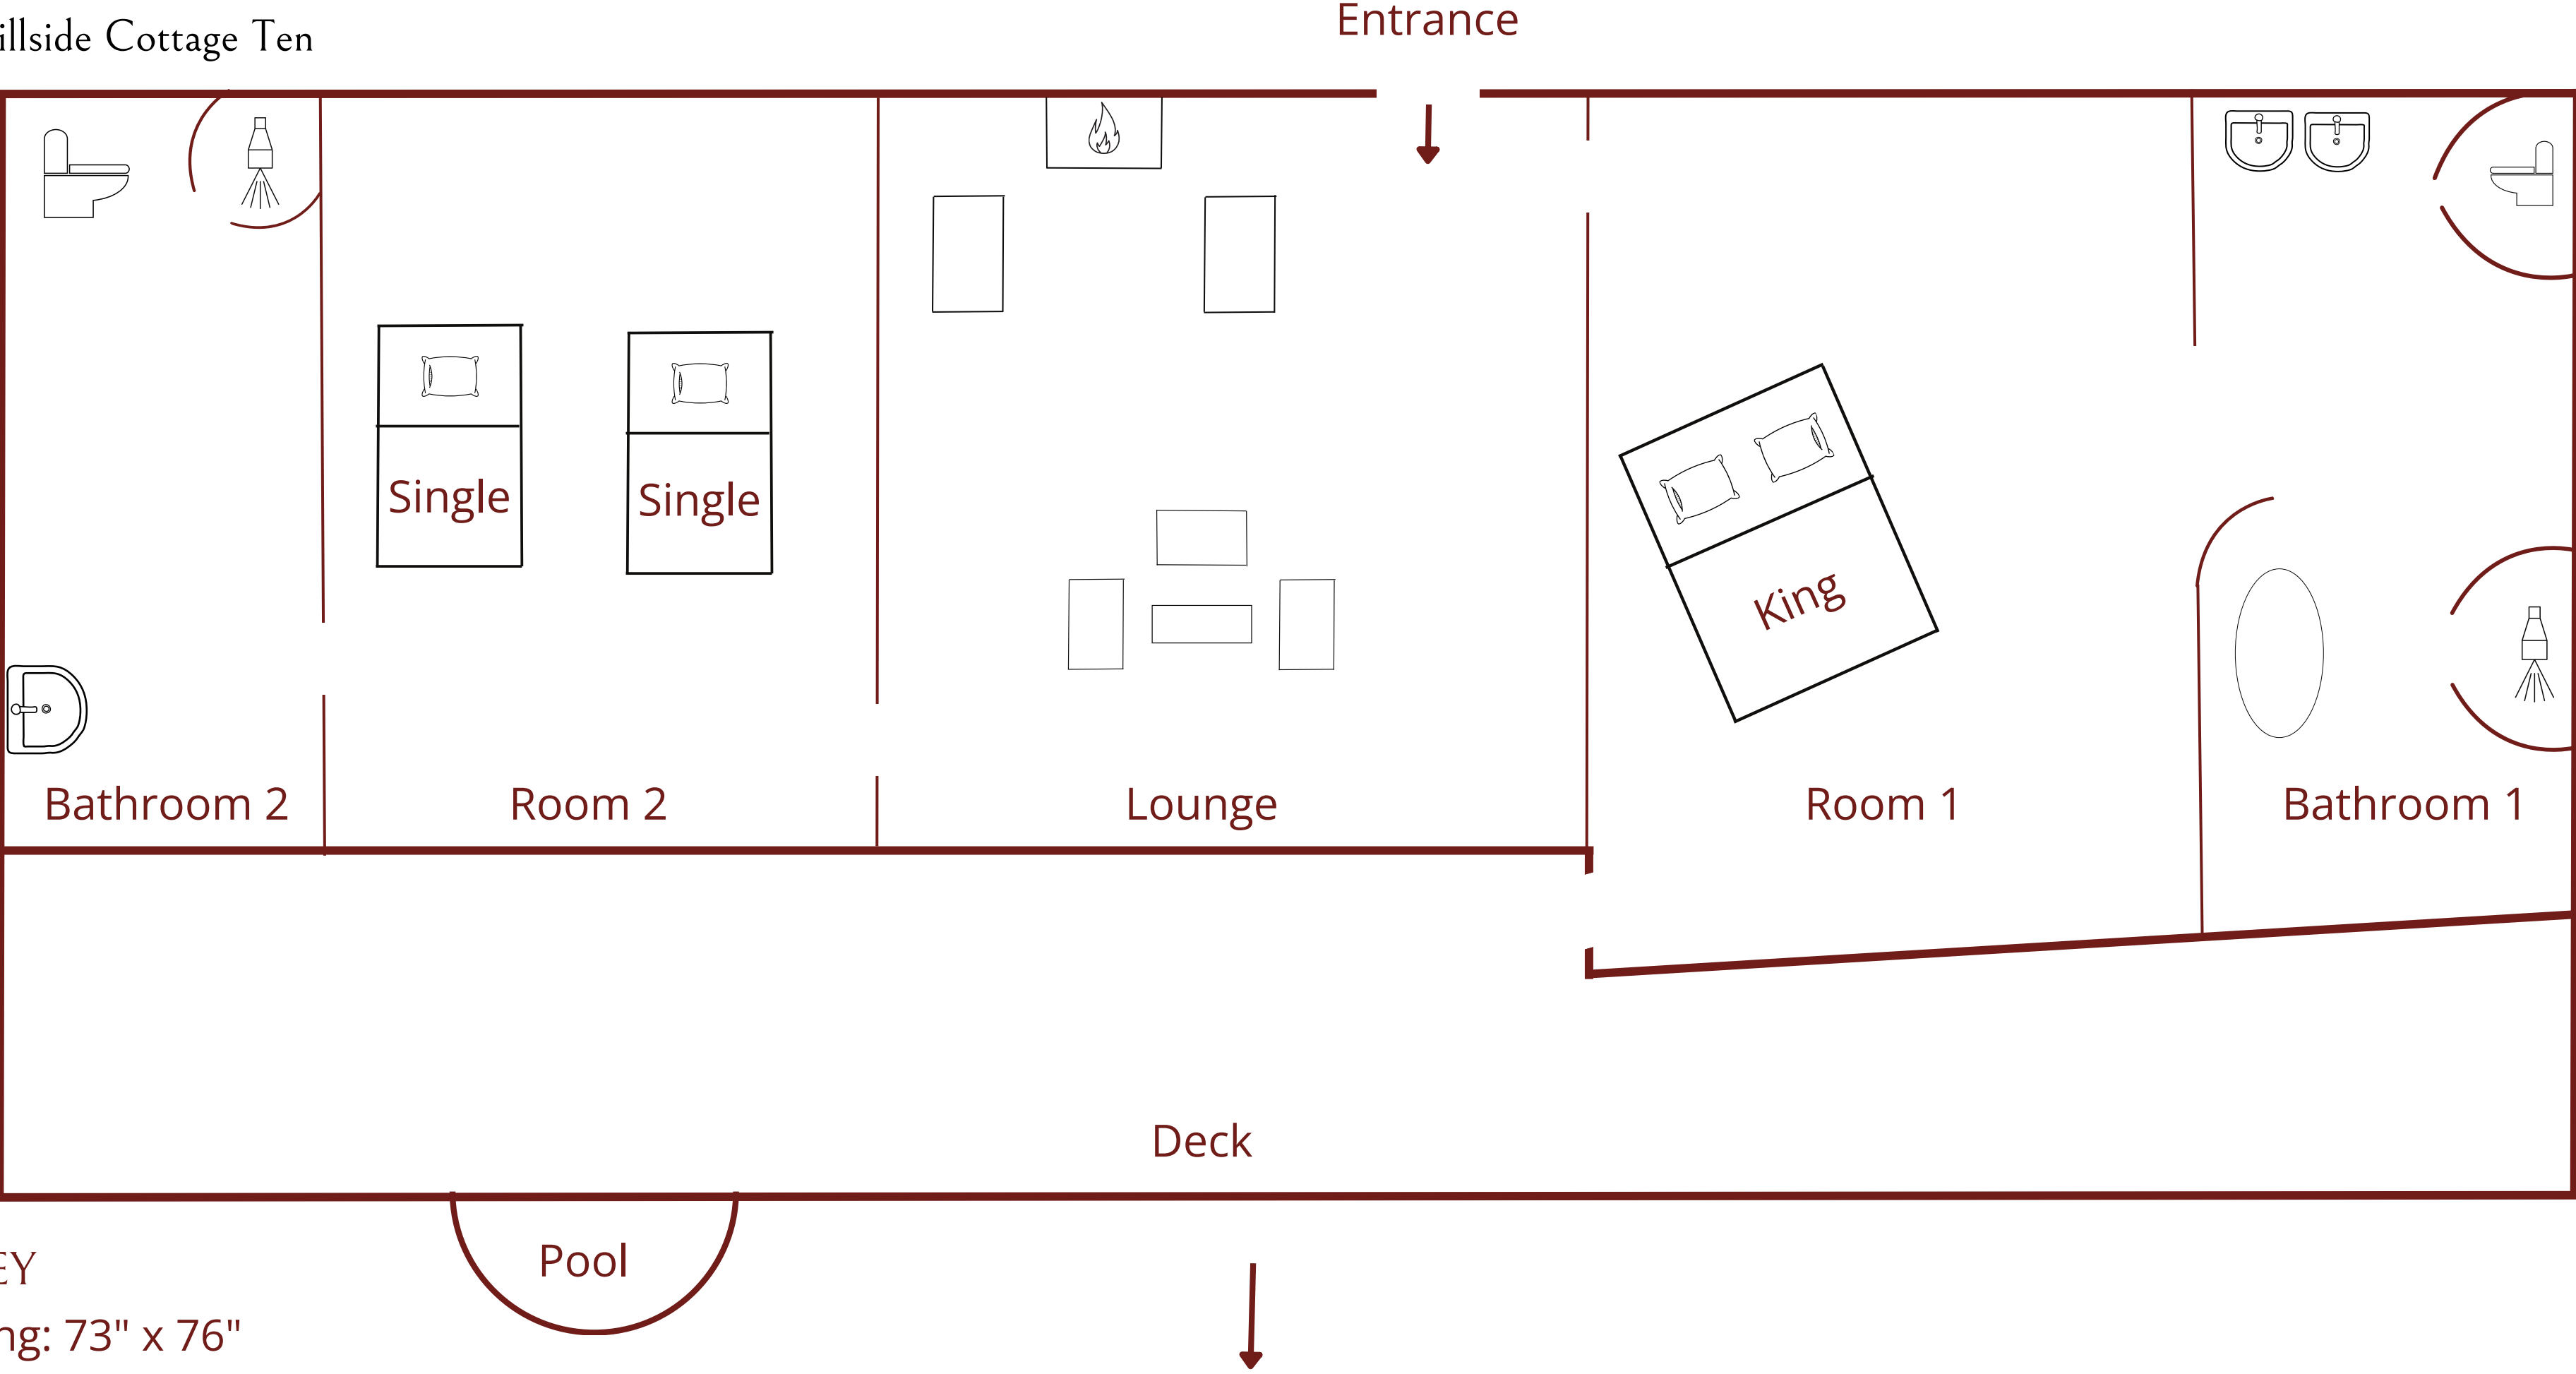 illside Cottage Ten
Entrance
Single
Single
King
Bathroom 2
Room 2
Lounge
Room 1
Bathroom 1
Deck
Pool
EY
ng: 73" x 76"